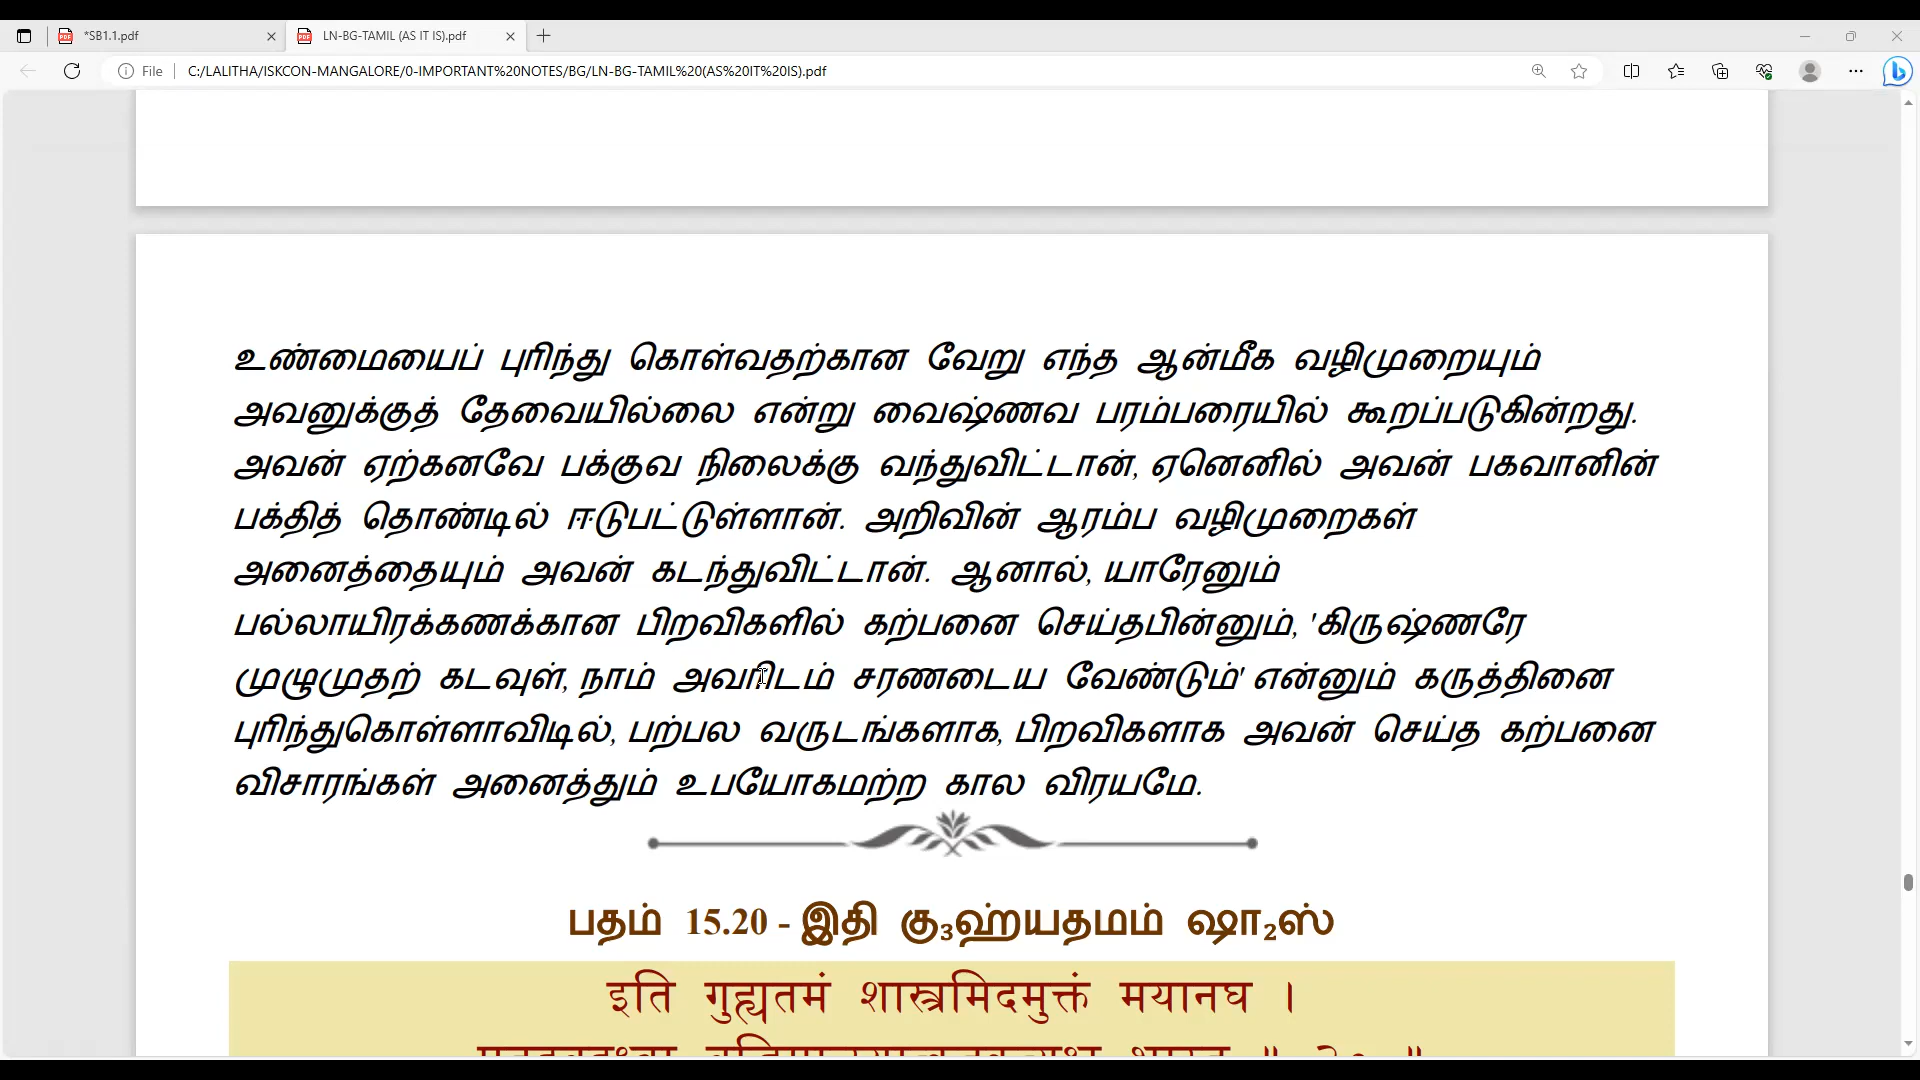 *SB1.1.pdf
LN-BG-TAMIL (AS IT IS).pdf
File
C:/LALITHA/ISKCON-MANGALORE/0-IMPORTANT%20NOTES/BG/LN-BG-TAMIL%20(AS%20IT%20IS).pdf
உண்மையைப் புரிந்து கொள்வதற்கான வேறு எந்த ஆன்மீக வழிமுறையும்
அவனுக்குத் தேவையில்லை என்று வைஷ்ணவ பரம்பரையில் கூறப்படுகின்றது.
அவன் ஏற்கனவே பக்குவ நிலைக்கு வந்துவிட்டான், ஏனெனில் அவன் பகவானின்
பக்தித் தொண்டில் ஈடுபட்டுள்ளான். அறிவின் ஆரம்ப வழிமுறைகள்
அனைத்தையும் அவன் கடந்துவிட்டான். ஆனால், யாரேனும்
பல்லாயிரக்கணக்கான பிறவிகளில் கற்பனை செய்தபின்னும், 'கிருஷ்ணரே
முழுமுதற் கடவுள், நாம் அவரிடம் சரணடைய வேண்டும்' என்னும் கருத்தினை
புரிந்துகொள்ளாவிடில், பற்பல வருடங்களாக, பிறவிகளாக அவன் செய்த கற்பனை
விசாரங்கள் அனைத்தும் உபயோகமற்ற கால விரயமே.
பதம் 15.20 - இதி கு₃ஹ்யதமம் ஷா₂ஸ்
इति गुह्यतमं शास्त्रमिदमुक्तं मयानघ ।